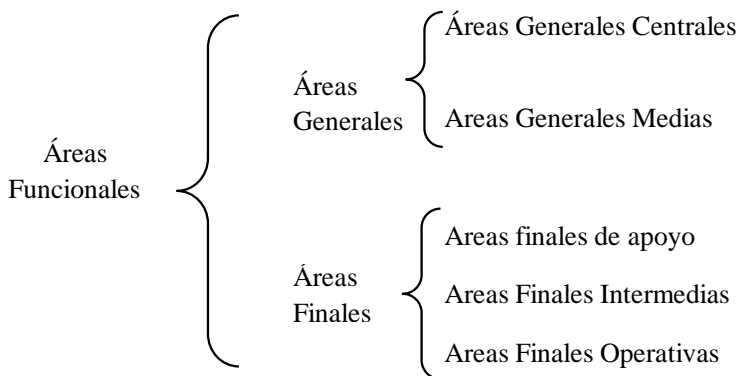 Áreas
Funcionales
Áreas
Generales
Áreas Generales Centrales
Areas Generales Medias
Áreas
Finales
Areas finales de apoyo
Areas Finales Intermedias
Areas Finales Operativas